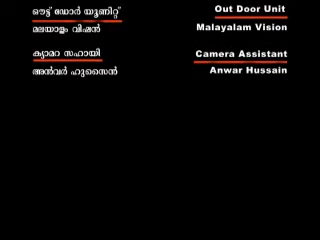 ഔട്ട് ഡോർ യൂണിറ്റ് Out Door Unit
മലയാളം വിഷൻ Malayalam Vision
ക്യാമറ സഹായി Camera Assistant
അൻവർ ഹുസൈൻ Anwar Hussain